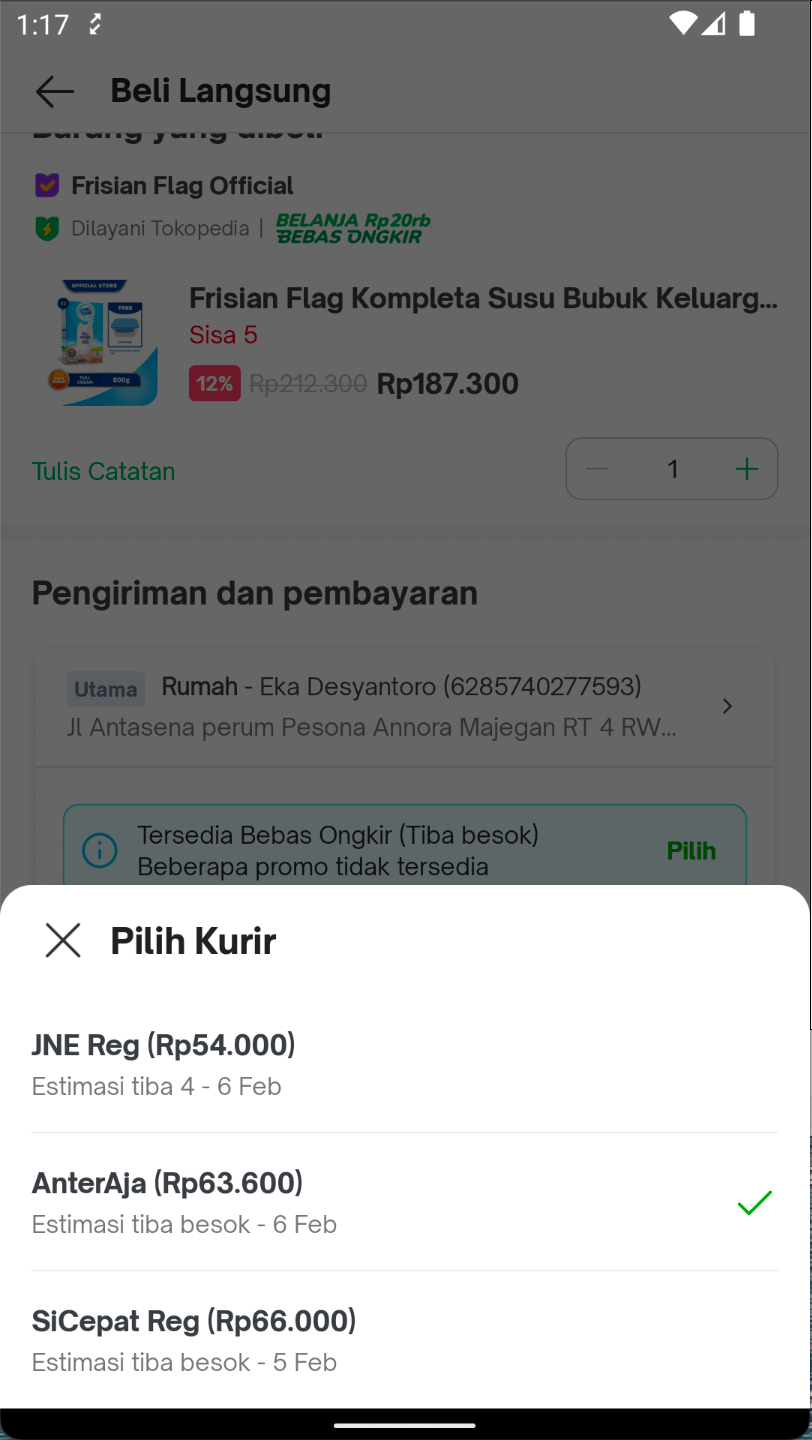 1:17
Beli Langsung
Barang yang dibeli
Frisian Flag Official
Dilayani Tokopedia | BELANJA Rp20rb
BEBAS ONGKIR
OFFICIAL STORE
FREE
FULL CREAM 800g
Frisian Flag Kompleta Susu Bubuk Keluarg...
Sisa 5
12% Rp212.300 Rp187.300
Tulis Catatan
1
Pengiriman dan pembayaran
Utama Rumah - Eka Desyantoro (6285740277593)
Jl Antasena perum Pesona Annora Majegan RT 4 RW...
Tersedia Bebas Ongkir (Tiba besok)
Beberapa promo tidak tersedia
Pilih
Pilih Kurir
JNE Reg (Rp54.000)
Estimasi tiba 4 - 6 Feb
AnterAja (Rp63.600)
Estimasi tiba besok - 6 Feb
SiCepat Reg (Rp66.000)
Estimasi tiba besok - 5 Feb